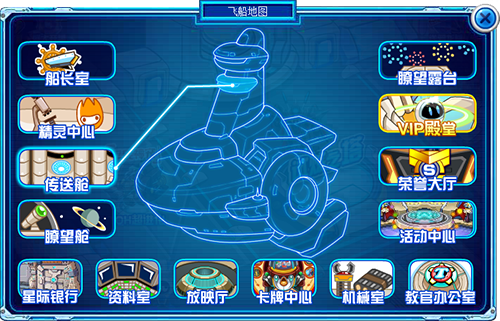 飞船地图
船长室
瞭望露台
精灵中心
VIP殿堂
传送舱
荣誉大厅
瞭望舱
活动中心
星际银行
资料室
放映厅
卡牌中心
机械室
教官办公室
S